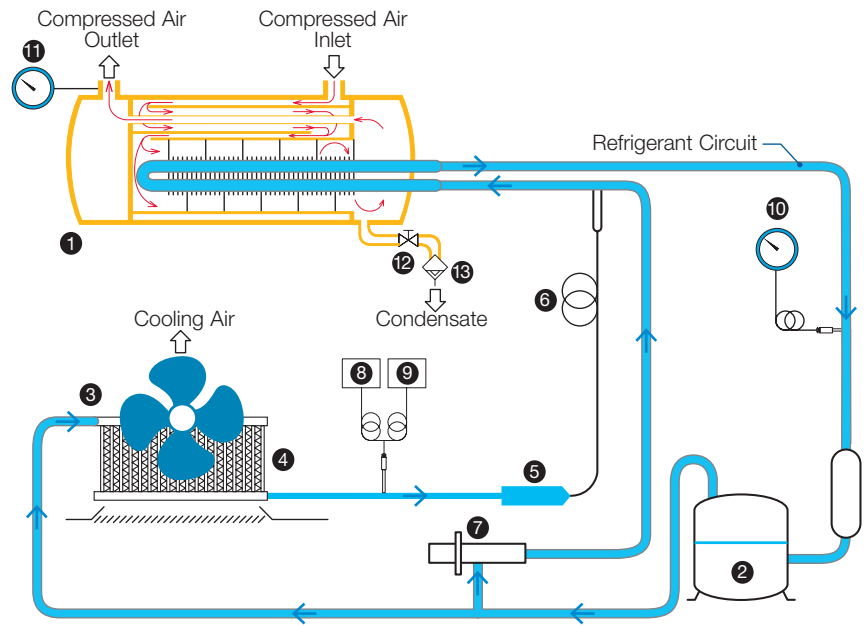 Compressed Air
Outlet
Compressed Air
Inlet
11
Refrigerant Circuit
10
1
12
13
6
Condensate
Cooling Air
8
9
3
4
5
7
2